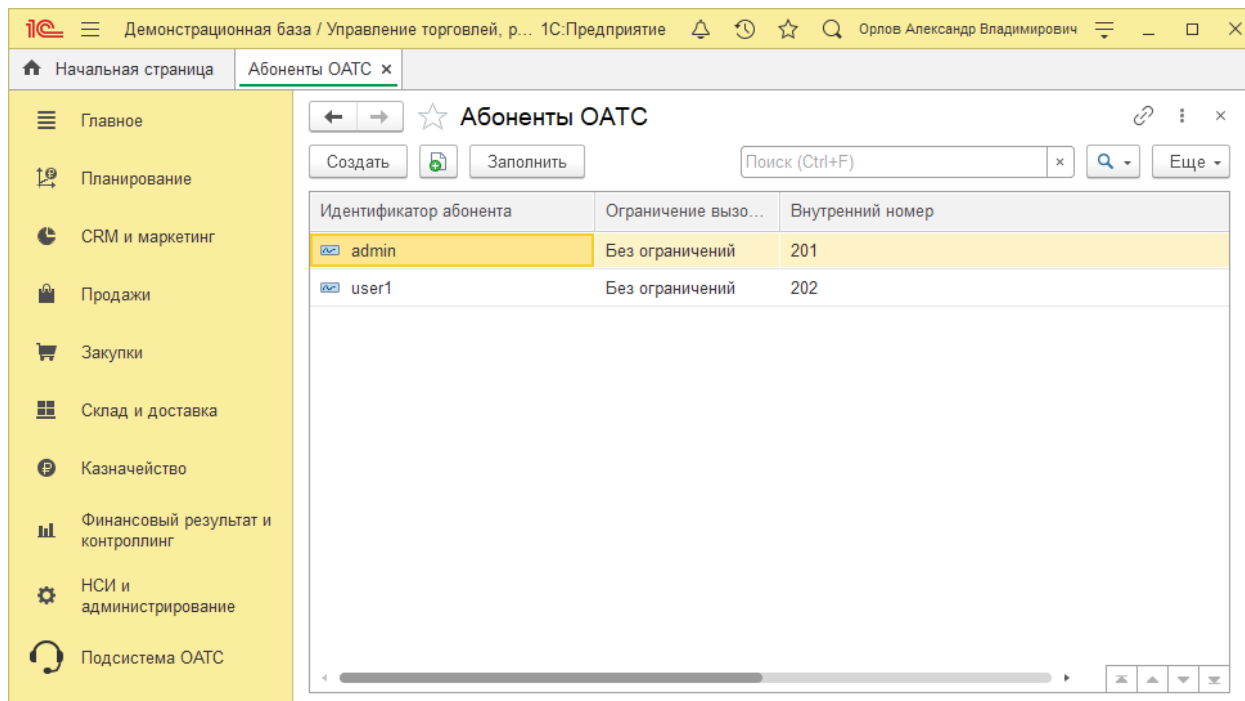 1С Демонстрационная база / Управление торговлей, р... 1С:Предприятие Орлов Александр Владимирович
Начальная страница Абоненты ОАТС
Главное
Планирование
CRM и маркетинг
Продажи
Закупки
Склад и доставка
Казначейство
Финансовый результат и
контроллинг
НСИ и
администрирование
Подсистема ОАТС
Абоненты ОАТС
Создать Заполнить Поиск (Ctrl+F) Еще
Идентификатор абонента Ограничение вызо... Внутренний номер
admin Без ограничений 201
user1 Без ограничений 202